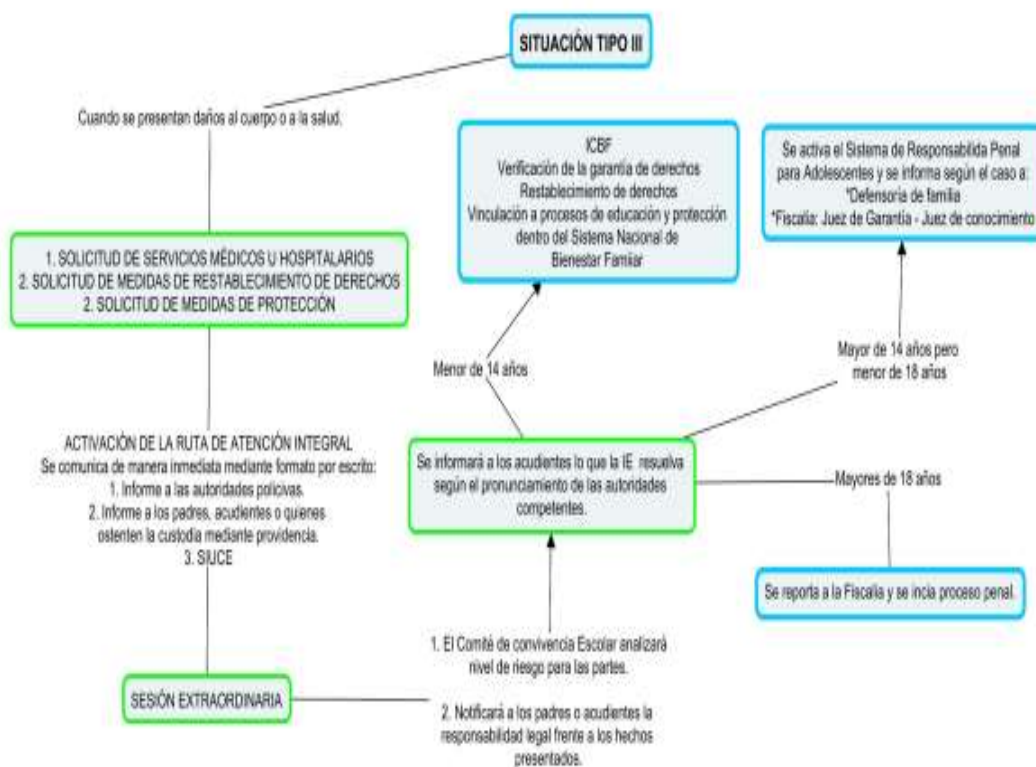 SITUACIÓN TIPO III
Cuando se presentan daños al cuerpo o a la salud.
1. SOLICITUD DE SERVICIOS MÉDICOS U HOSPITALARIOS
2. SOLICITUD DE MEDIDAS DE RESTABLECIMIENTO DE DERECHOS
2. SOLICITUD DE MEDIDAS DE PROTECCIÓN
ACTIVACIÓN DE LA RUTA DE ATENCIÓN INTEGRAL
Se comunica de manera inmediata mediante formato por escrito:
1. Informe a las autoridades policivas.
2. Informe a los padres, acudientes o quienes
ostenten la custodia mediante providencia.
3. SIUCE
SESIÓN EXTRAORDINARIA
1. El Comité de convivencia Escolar analizará
nivel de riesgo para las partes.
2. Notificará a los padres o acudientes la
responsabilidad legal frente a los hechos
presentados.
Se informará a los acudientes lo que la IE resuelva
según el pronunciamiento de las autoridades
competentes.
Menor de 14 años
ICBF
Verificación de la garantía de derechos
Restablecimiento de derechos
Vinculación a procesos de educación y protección
dentro del Sistema Nacional de
Bienestar Famiiar
Mayor de 14 años pero
menor de 18 años
Se activa el Sistema de Responsabilida Penal
para Adolescentes y se informa según el caso a:
*Defensoría de familia
*Fiscalia: Juez de Garantía - Juez de conocimiento
Mayores de 18 años
Se reporta a la Fiscalia y se incia proceso penal.